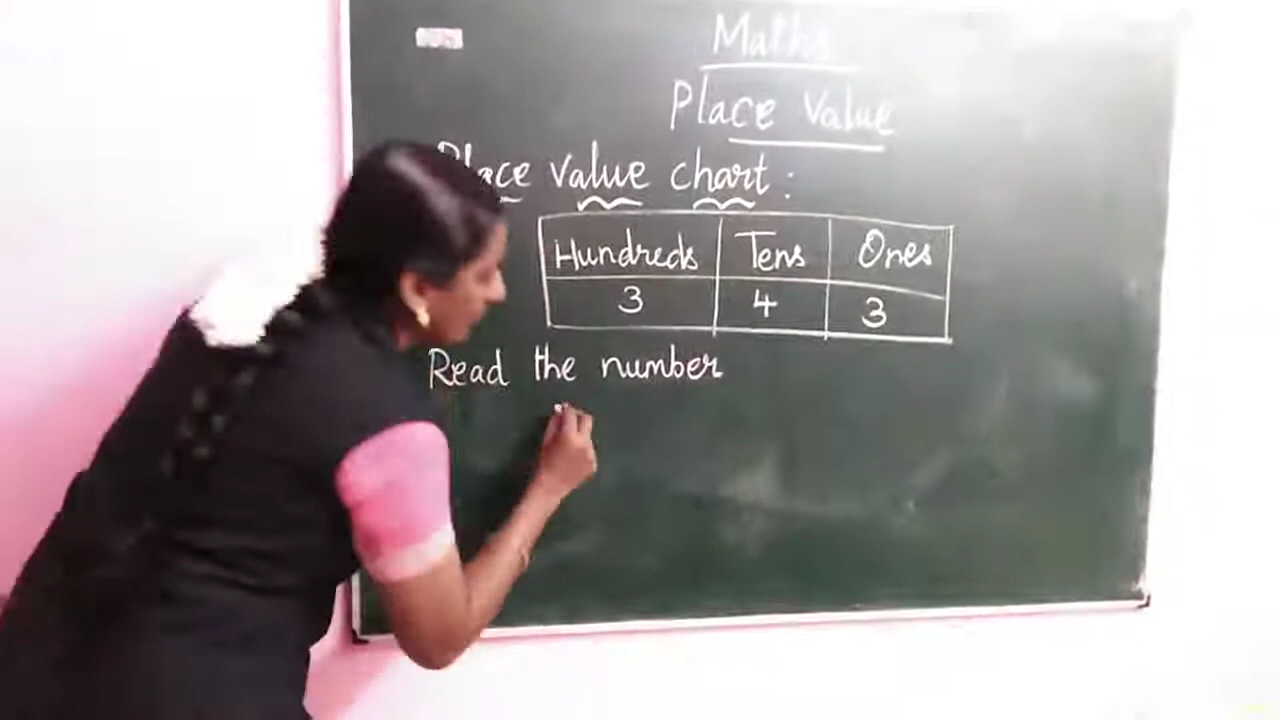 Maths
Place Value
Place value chart :
Hundreds Tens Ones
3 4 3
Read the number